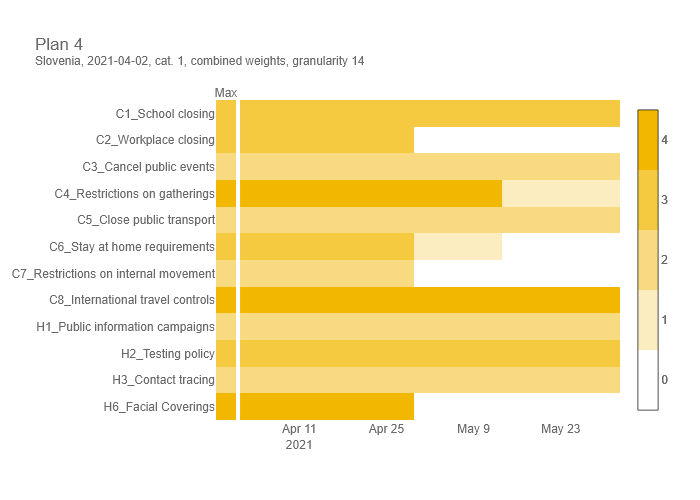 Plan 4
Slovenia, 2021-04-02, cat. 1, combined weights, granularity 14
Max
C1_School closing
C2_Workplace closing
C3_Cancel public events
C4_Restrictions on gatherings
C5_Close public transport
C6_Stay at home requirements
C7_Restrictions on internal movement
C8_International travel controls
H1_Public information campaigns
H2_Testing policy
H3_Contact tracing
H6_Facial Coverings
Apr 11
2021
Apr 25
May 9
May 23
4
3
2
1
0